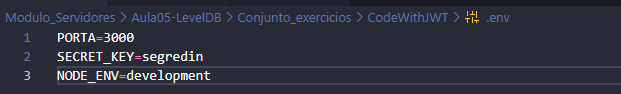 Modulo_Servidores > Aula05-LevelDB > Conjunto_exercicios > CodeWithJWT > .env
1 PORTA=3000
2 SECRET_KEY=segredin
3 NODE_ENV=development